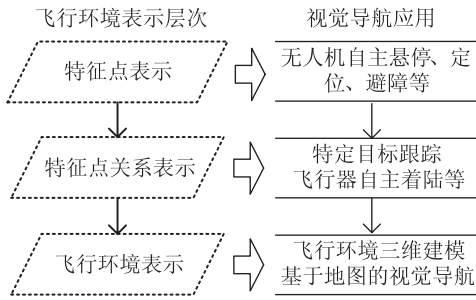 飞行环境表示层次
视觉导航应用
特征点表示
无人机自主悬停、定
位、避障等
特征点关系表示
特定目标跟踪
飞行器自主着陆等
飞行环境表示
飞行环境三维建模
基于地图的视觉导航